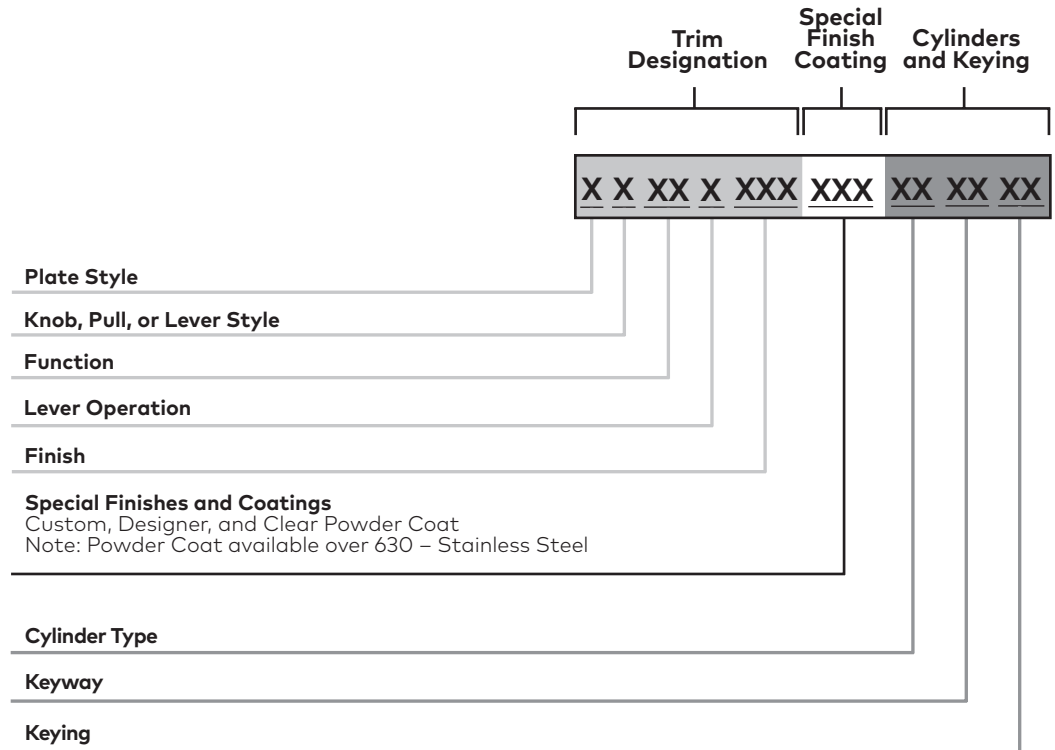 Trim
Designation
Special
Finish
Coating
Cylinders
and Keying
X X XX X XXX XXX XX XX XX
Plate Style
Knob, Pull, or Lever Style
Function
Lever Operation
Finish
Special Finishes and Coatings
Custom, Designer, and Clear Powder Coat
Note: Powder Coat available over 630 – Stainless Steel
Cylinder Type
Keyway
Keying